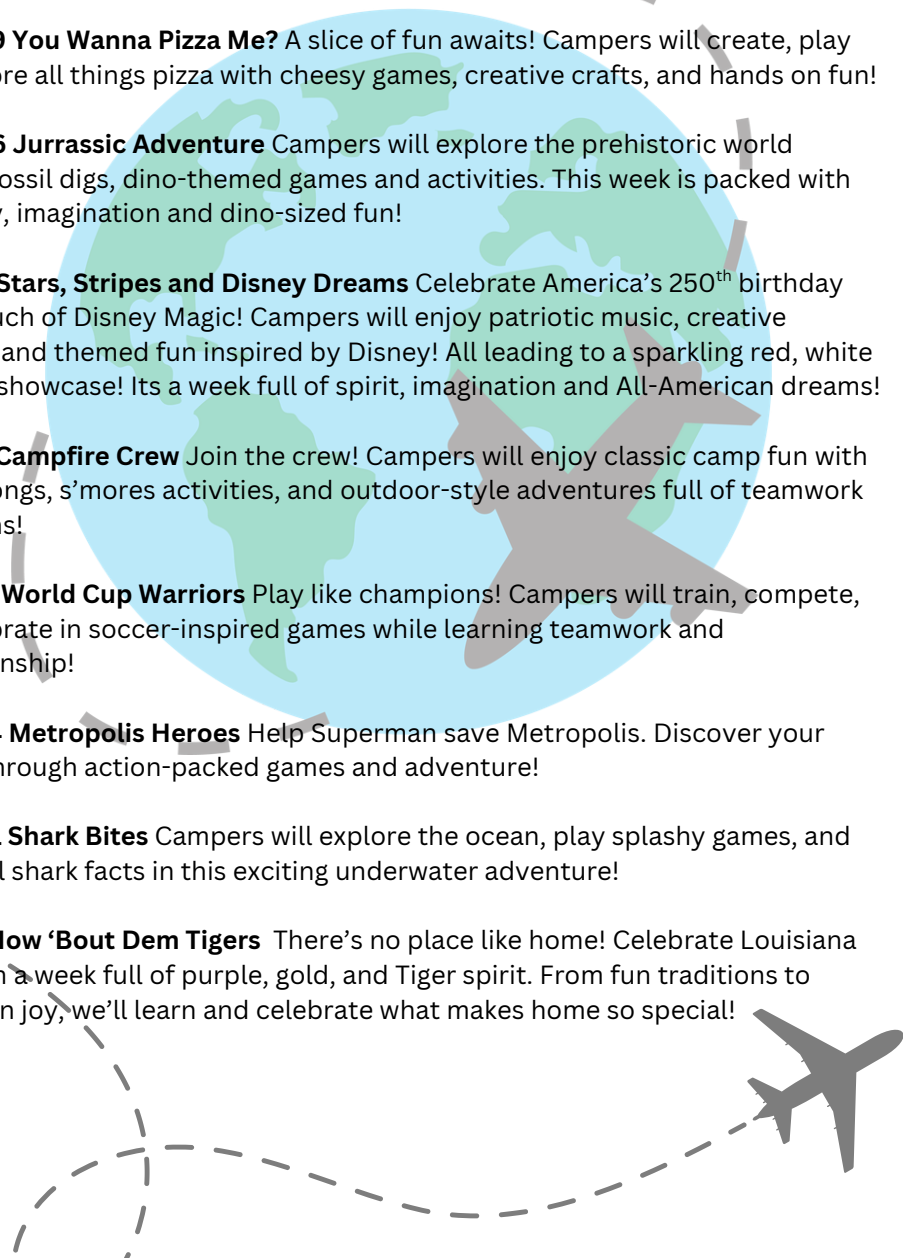 9 You Wanna Pizza Me? A slice of fun awaits! Campers will create, play
ore all things pizza with cheesy games, creative crafts, and hands on fun!
6 Jurrassic Adventure Campers will explore the prehistoric world
ossil digs, dino-themed games and activities. This week is packed with
y, imagination and dino-sized fun!
Stars, Stripes and Disney Dreams Celebrate America’s 250th birthday
uch of Disney Magic! Campers will enjoy patriotic music, creative
and themed fun inspired by Disney! All leading to a sparkling red, white
showcase! Its a week full of spirit, imagination and All-American dreams!
Campfire Crew Join the crew! Campers will enjoy classic camp fun with
ongs, s’mores activities, and outdoor-style adventures full of teamwork
ns!
World Cup Warriors Play like champions! Campers will train, compete,
brate in soccer-inspired games while learning teamwork and
nship!
Metropolis Heroes Help Superman save Metropolis. Discover your
hrough action-packed games and adventure!
Shark Bites Campers will explore the ocean, play splashy games, and
l shark facts in this exciting underwater adventure!
How ‘Bout Dem Tigers There’s no place like home! Celebrate Louisiana
a week full of purple, gold, and Tiger spirit. From fun traditions to
n joy, we’ll learn and celebrate what makes home so special!